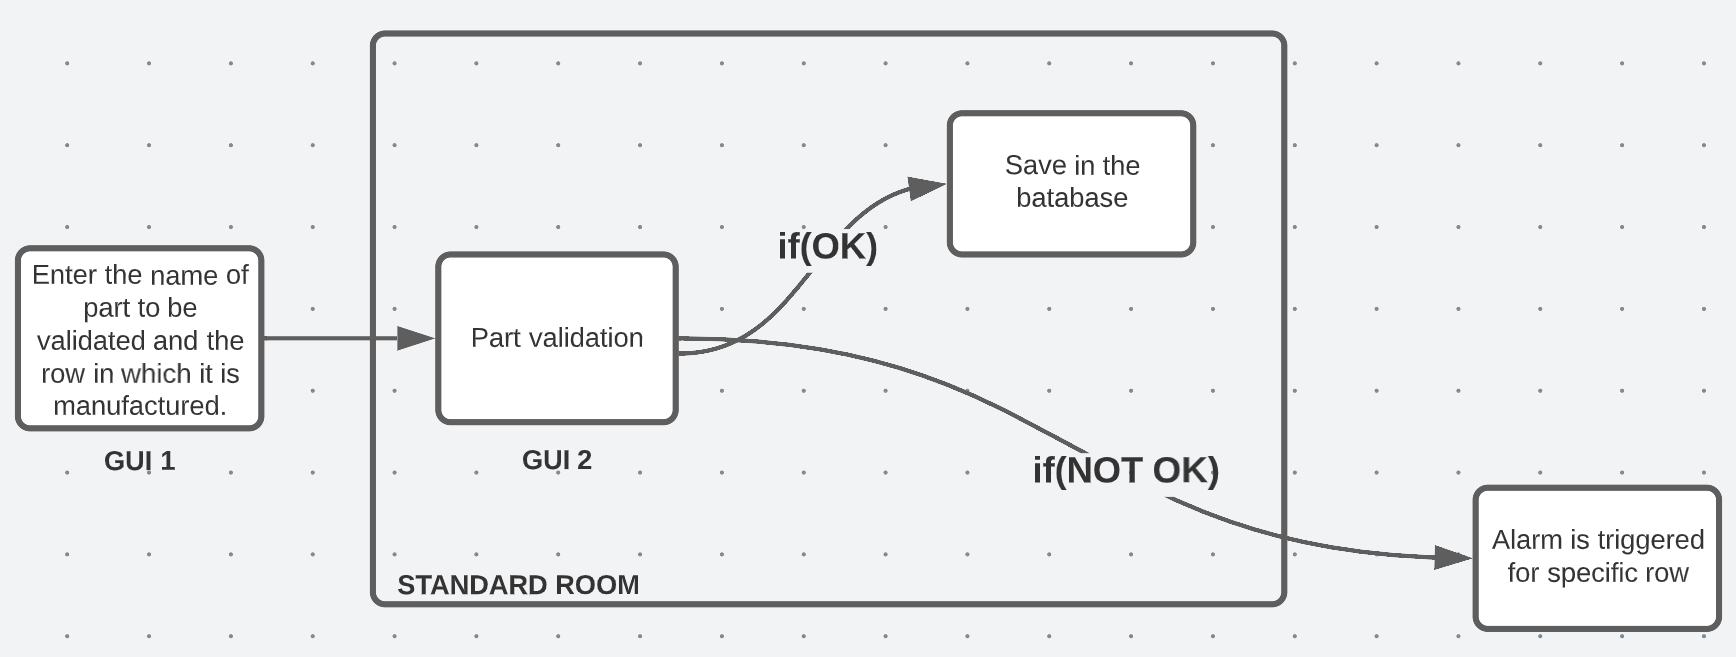 Enter the name of
part to be
validated and the
row in which it is
manufactured.
GUI 1
Part validation
GUI 2
if(OK)
Save in the
batabase
if(NOT OK)
Alarm is triggered
for specific row
STANDARD ROOM